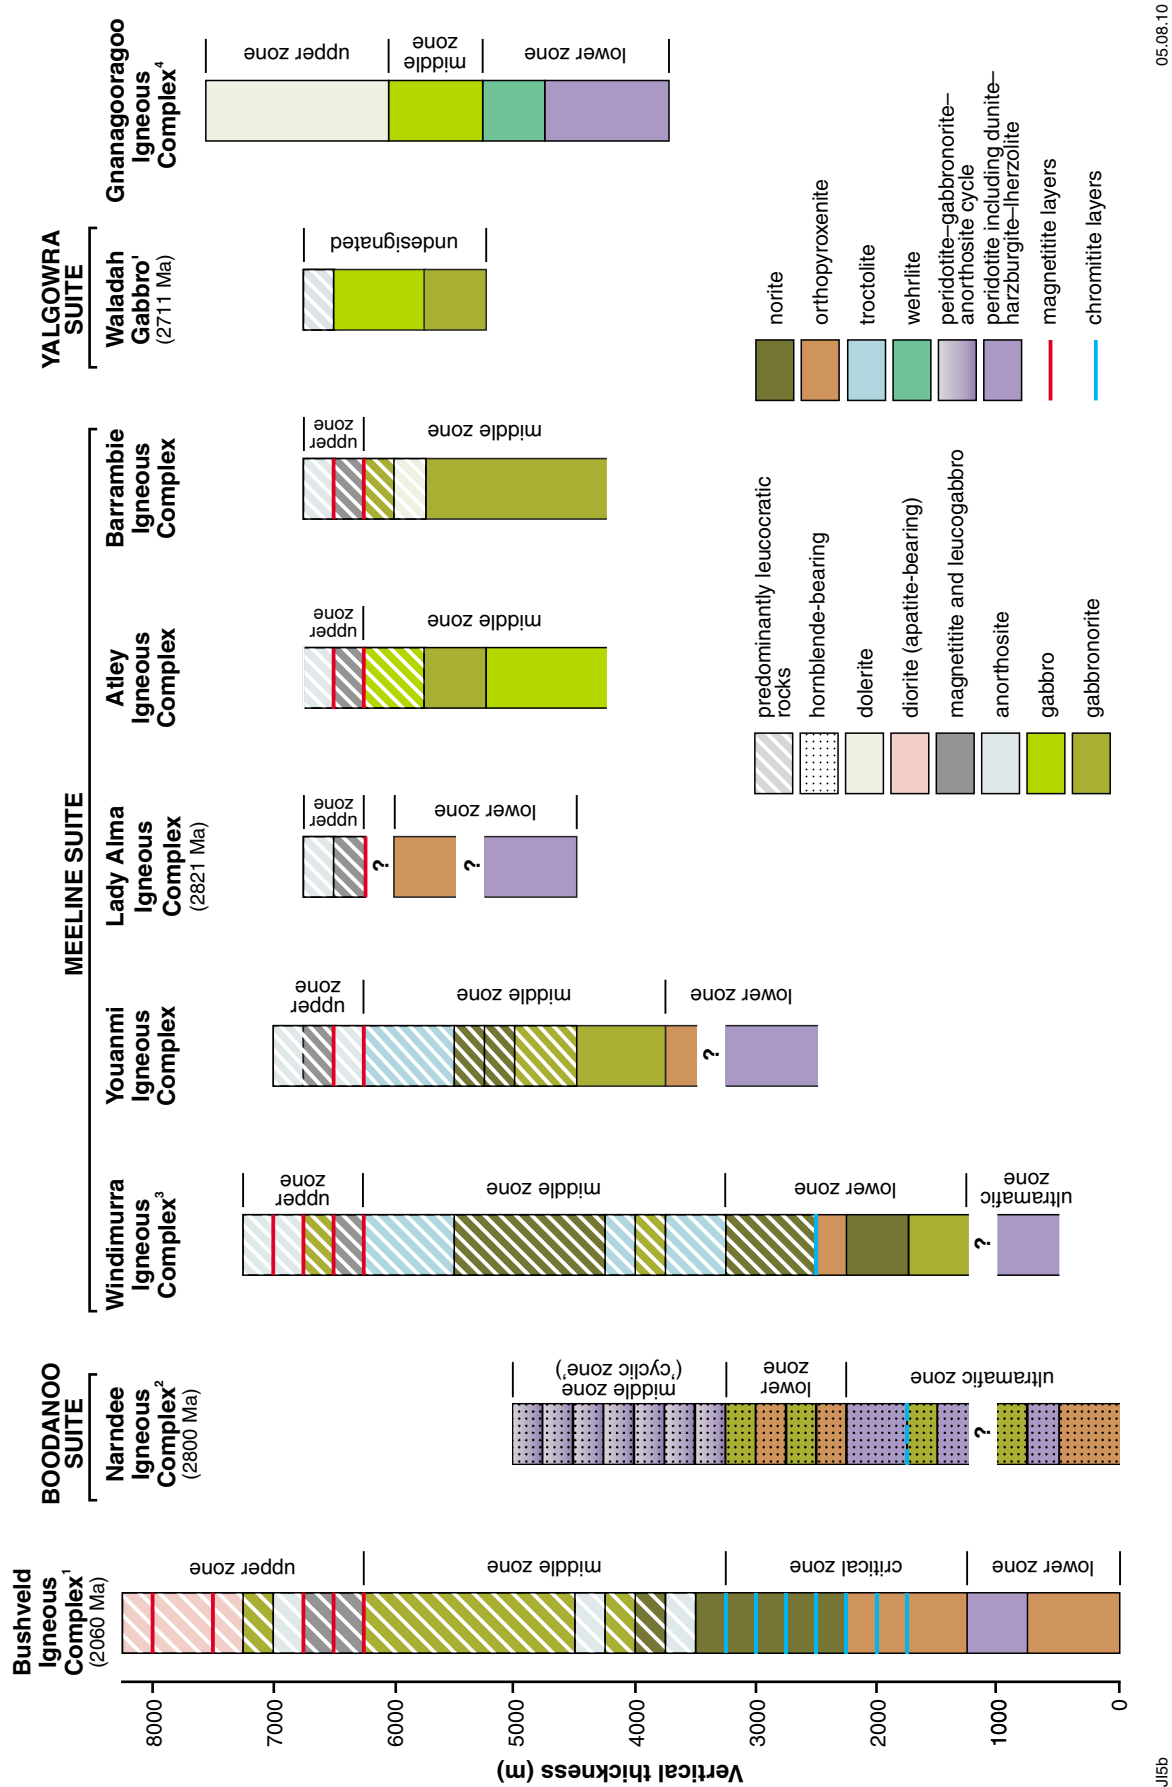 Bushveld
Igneous
Complex1
(2060 Ma)
BOODANOO
SUITE
Narndee
Igneous
Complex2
(2800 Ma)
MEELINE SUITE
Windimurra
Igneous
Complex3
Youanmi
Igneous
Complex
Lady Alma
Igneous
Complex
(2821 Ma)
Atley
Igneous
Complex
Barrambie
Igneous
Complex
YALGOWRA
SUITE
Waladah
Gabbro'
(2711 Ma)
Gnanagooragoo
Igneous
Complex4
Vertical thickness (m)
8000
7000
6000
5000
4000
3000
2000
1000
0
upper zone
middle zone
critical zone
lower zone
middle zone
('cyclic zone')
lower
zone
ultramafic zone
?
upper
zone
middle zone
lower zone
ultramafic
zone
?
upper
zone
middle zone
lower zone
?
upper
zone
lower zone
?
?
upper
zone
middle zone
upper
zone
middle zone
undesignated
upper zone
middle
zone
lower zone
predominantly leucocratic
rocks
hornblende-bearing
dolerite
diorite (apatite-bearing)
magnetitite and leucogabbro
anorthosite
gabbro
gabbronorite
norite
orthopyroxenite
troctolite
wehrlite
peridotite–gabbronorite–
anorthosite cycle
peridotite including dunite–
harzburgite–lherzolite
magnetitite layers
chromitite layers
JI5b
05.08.10